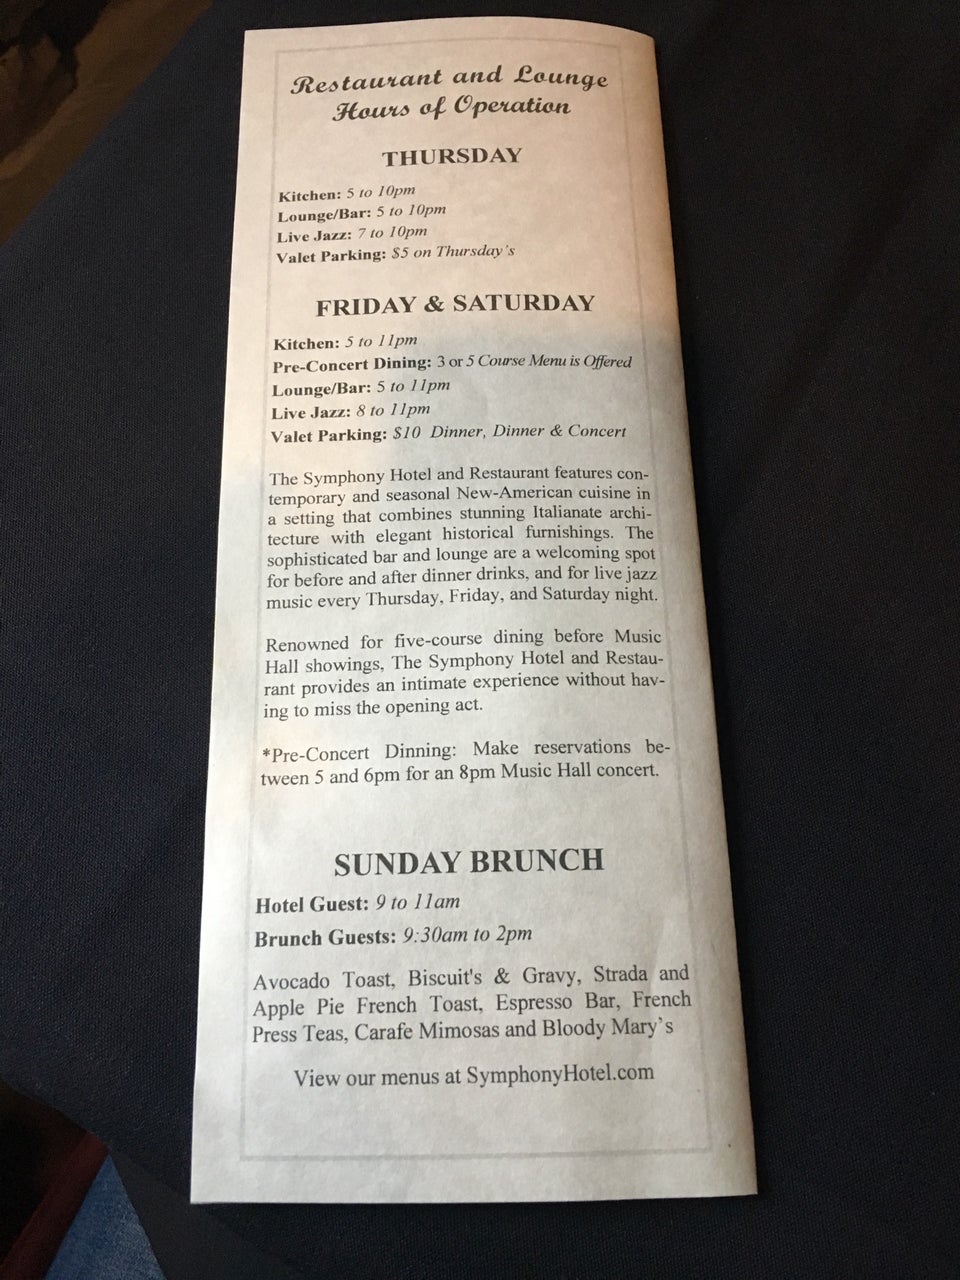 Restaurant and Lounge
Hours of Operation
THURSDAY
Kitchen: 5 to 10pm
Lounge/Bar: 5 to 10pm
Live Jazz: 7 to 10pm
Valet Parking: $5 on Thursday's
FRIDAY & SATURDAY
Kitchen: 5 to 11pm
Pre-Concert Dining: 3 or 5 Course Menu is Offered
Lounge/Bar: 5 to 11pm
Live Jazz: 8 to 11pm
Valet Parking: $10 Dinner, Dinner & Concert
The Symphony Hotel and Restaurant features con-
temporary and seasonal New-American cuisine in
a setting that combines stunning Italianate archi-
tecture with elegant historical furnishings. The
sophisticated bar and lounge are a welcoming spot
for before and after dinner drinks, and for live jazz
music every Thursday, Friday, and Saturday night.
Renowned for five-course dining before Music
Hall showings, The Symphony Hotel and Restau-
rant provides an intimate experience without hav-
ing to miss the opening act.
*Pre-Concert Dinning: Make reservations be-
tween 5 and 6pm for an 8pm Music Hall concert.
SUNDAY BRUNCH
Hotel Guest: 9 to 11am
Brunch Guests: 9:30am to 2pm
Avocado Toast, Biscuit's & Gravy, Strada and
Apple Pie French Toast, Espresso Bar, French
Press Teas, Carafe Mimosas and Bloody Mary's
View our menus at SymphonyHotel.com